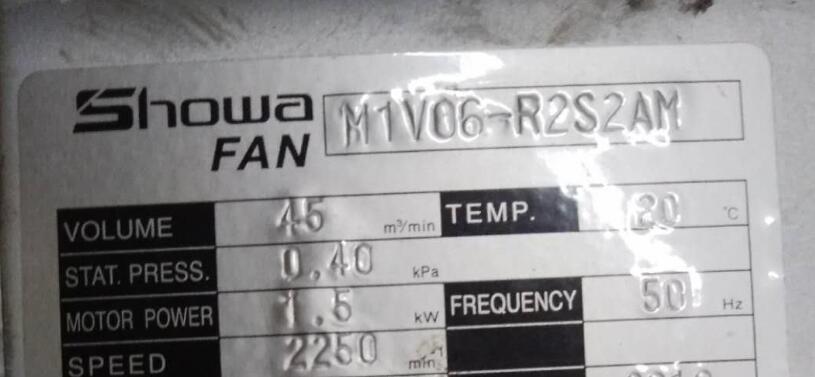 Showa M1V06-R2S2AM
FAN
VOLUME 45 m³/min TEMP. 20 °C
STAT. PRESS. 0.40 kPa
MOTOR POWER 1.5 kW FREQUENCY 50 Hz
SPEED 2250 min⁻¹